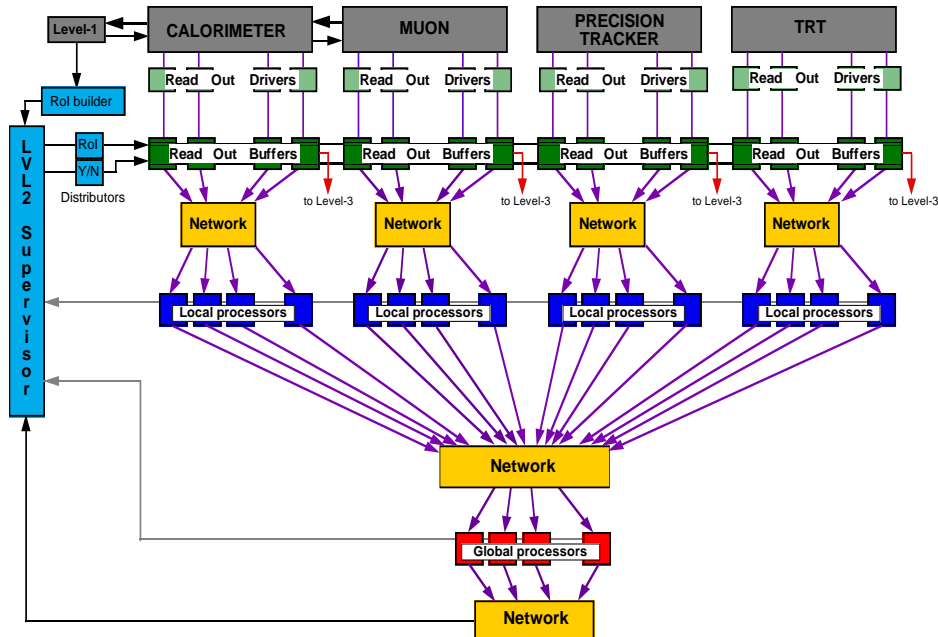 Level-1
CALORIMETER
MUON
PRECISION
TRACKER
TRT
Read Out Drivers
Read Out Drivers
Read Out Drivers
Read Out Drivers
RoI builder
LVL2 Supervisor
RoI
Y/N
Distributors
Read Out Buffers
Read Out Buffers
Read Out Buffers
Read Out Buffers
to Level-3
to Level-3
to Level-3
to Level-3
Network
Network
Network
Network
Local processors
Local processors
Local processors
Local processors
Network
Global processors
Network